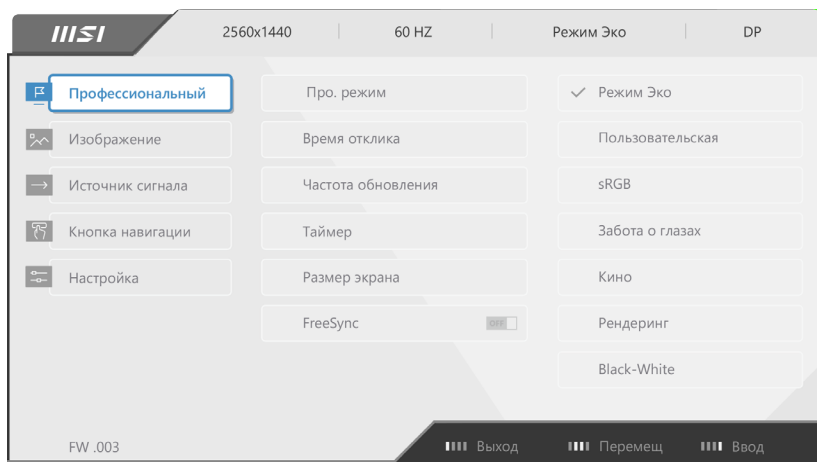 msi
2560x1440
60 HZ
Режим Эко
DP
Профессиональный
Изображение
Источник сигнала
Кнопка навигации
Настройка
Про. режим
Время отклика
Частота обновления
Таймер
Размер экрана
FreeSync OFF
Режим Эко
Пользовательская
sRGB
Забота о глазах
Кино
Рендеринг
Black-White
FW .003
Выход
Перемещ
Ввод